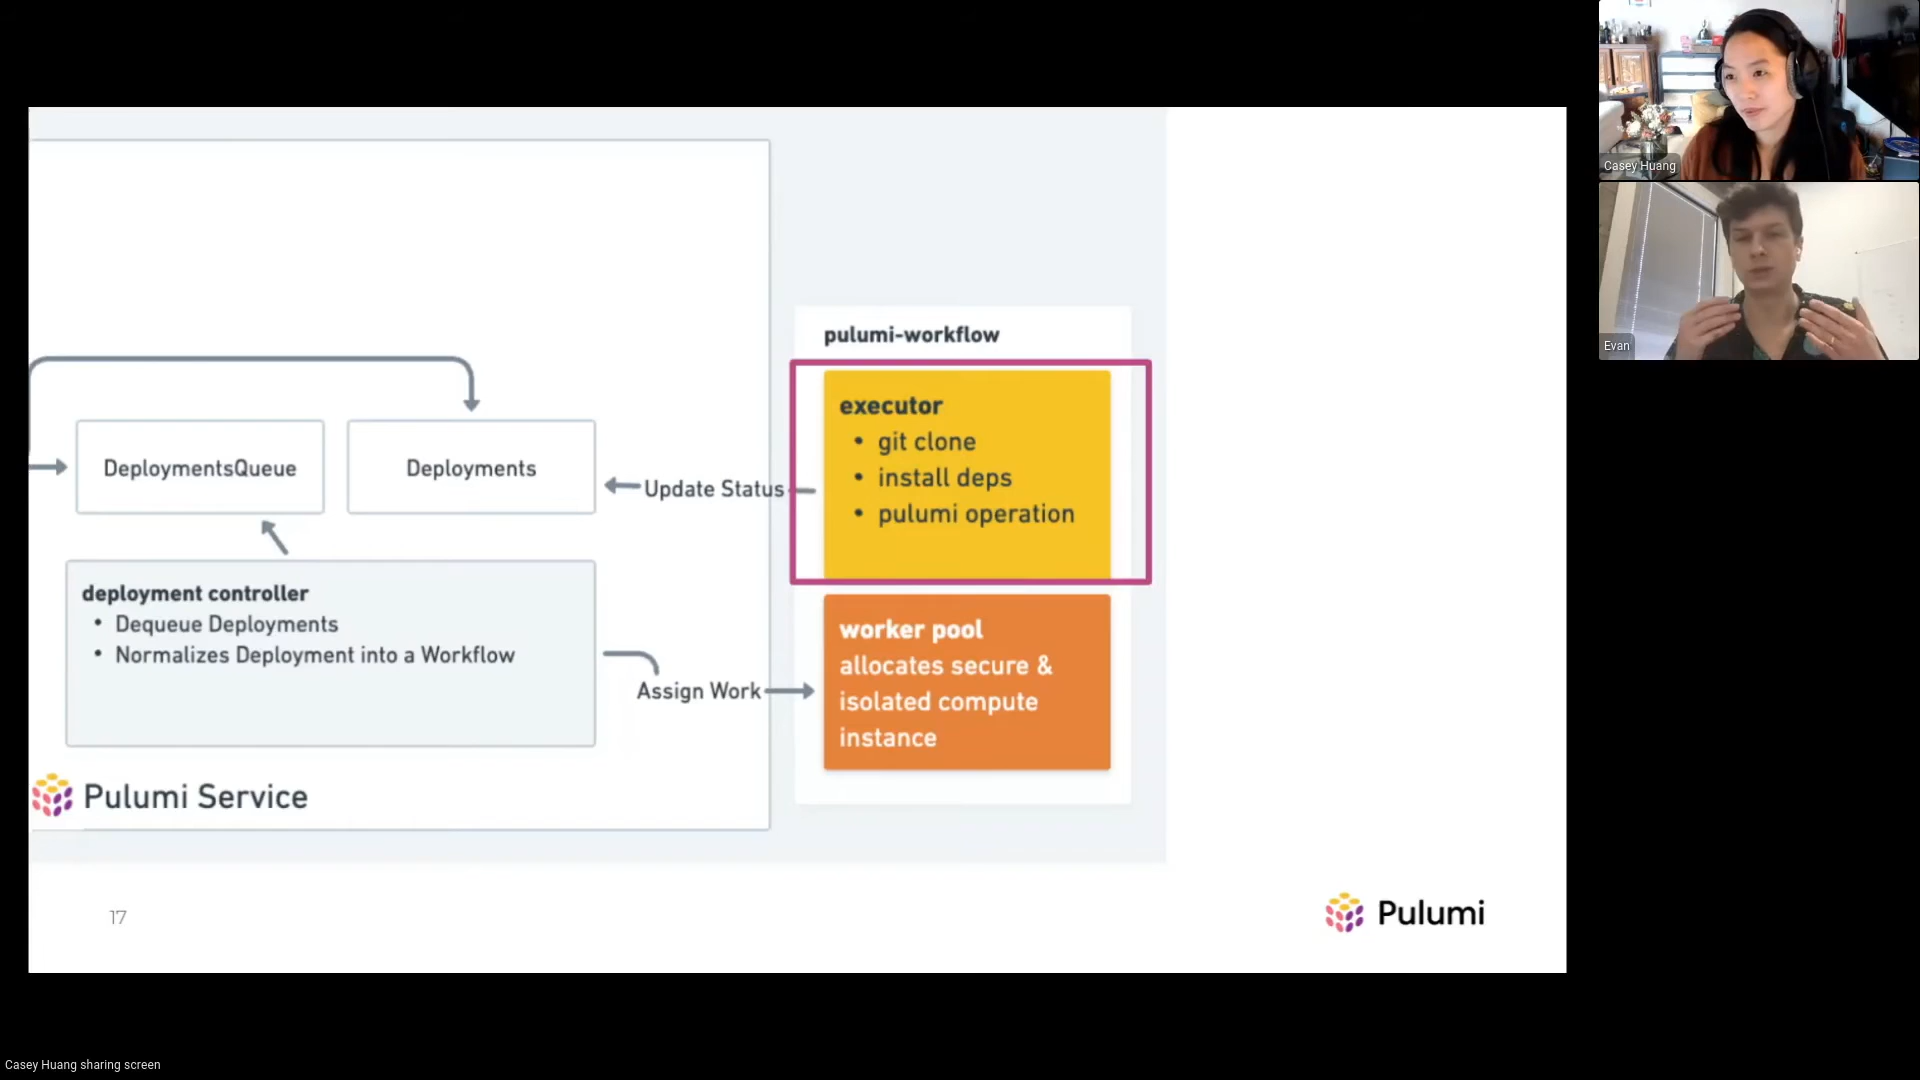 pulumi-workflow
executor
• git clone
• install deps
• pulumi operation
DeploymentsQueue
Deployments
Update Status
deployment controller
• Dequeue Deployments
• Normalizes Deployment into a Workflow
Assign Work
worker pool
allocates secure &
isolated compute
instance
Pulumi Service
17
Pulumi
Casey Huang
Evan
Casey Huang sharing screen